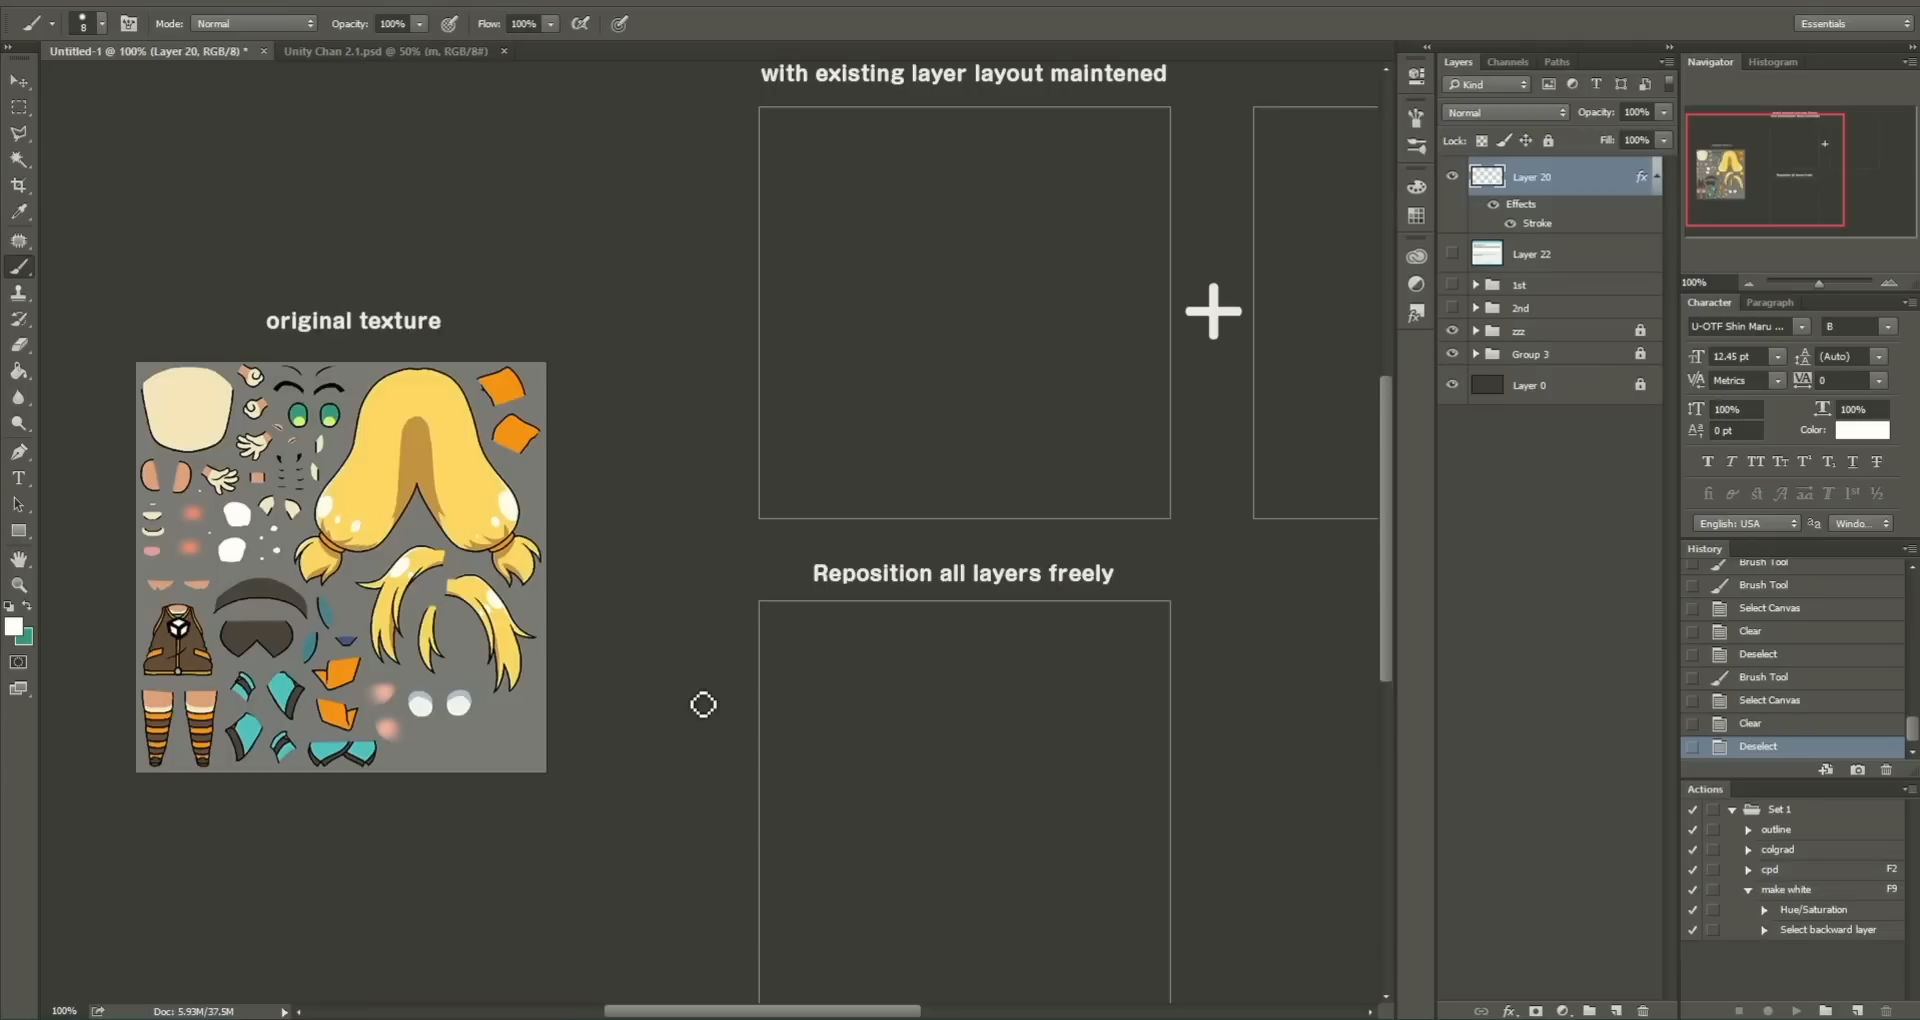 8
Mode:
Normal
Opacity:
100%
Flow:
100%
Essentials
Untitled-1 @ 100% (Layer 20, RGB/8) *
Unity Chan 2.1.psd @ 50% (m, RGB/8#)
with existing layer layout maintened
original texture
Reposition all layers freely
100%
Doc: 5.93M/37.5M
Layers
Channels
Paths
Kind
Normal
Opacity:
100%
Lock:
Fill:
100%
Layer 20
fx
Effects
Stroke
Layer 22
1st
2nd
zzz
Group 3
Layer 0
Navigator
Histogram
100%
Character
Paragraph
U-OTF Shin Maru ...
B
12.45 pt
(Auto)
Metrics
0
100%
100%
0 pt
Color:
English: USA
Windo...
History
Brush Tool
Brush Tool
Select Canvas
Clear
Deselect
Brush Tool
Select Canvas
Clear
Deselect
Actions
Set 1
outline
colgrad
cpd
F2
make white
F9
Hue/Saturation
Select backward layer